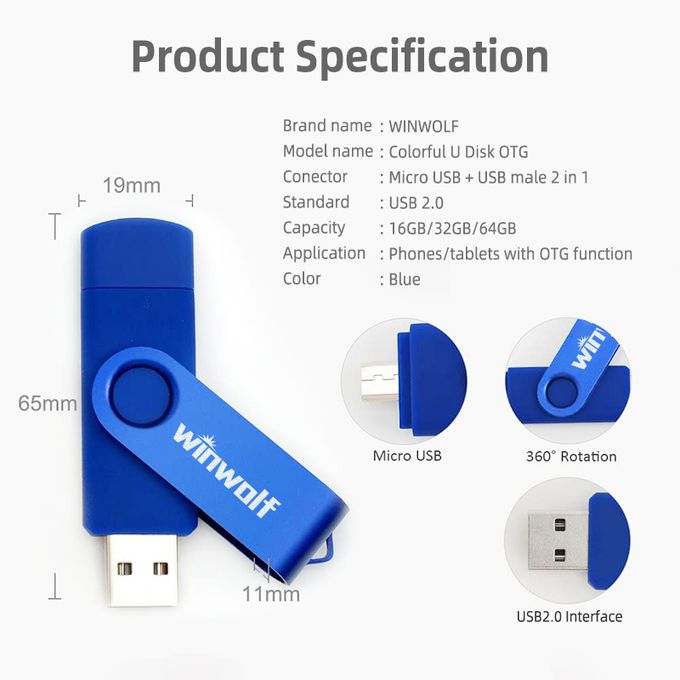 Product Specification
Brand name : WINWOLF
Model name : Colorful U Disk OTG
Conector : Micro USB + USB male 2 in 1
Standard : USB 2.0
Capacity : 16GB/32GB/64GB
Application : Phones/tablets with OTG function
Color : Blue
19mm
65mm
winwolf
11mm
Micro USB
winw
360° Rotation
USB2.0 Interface